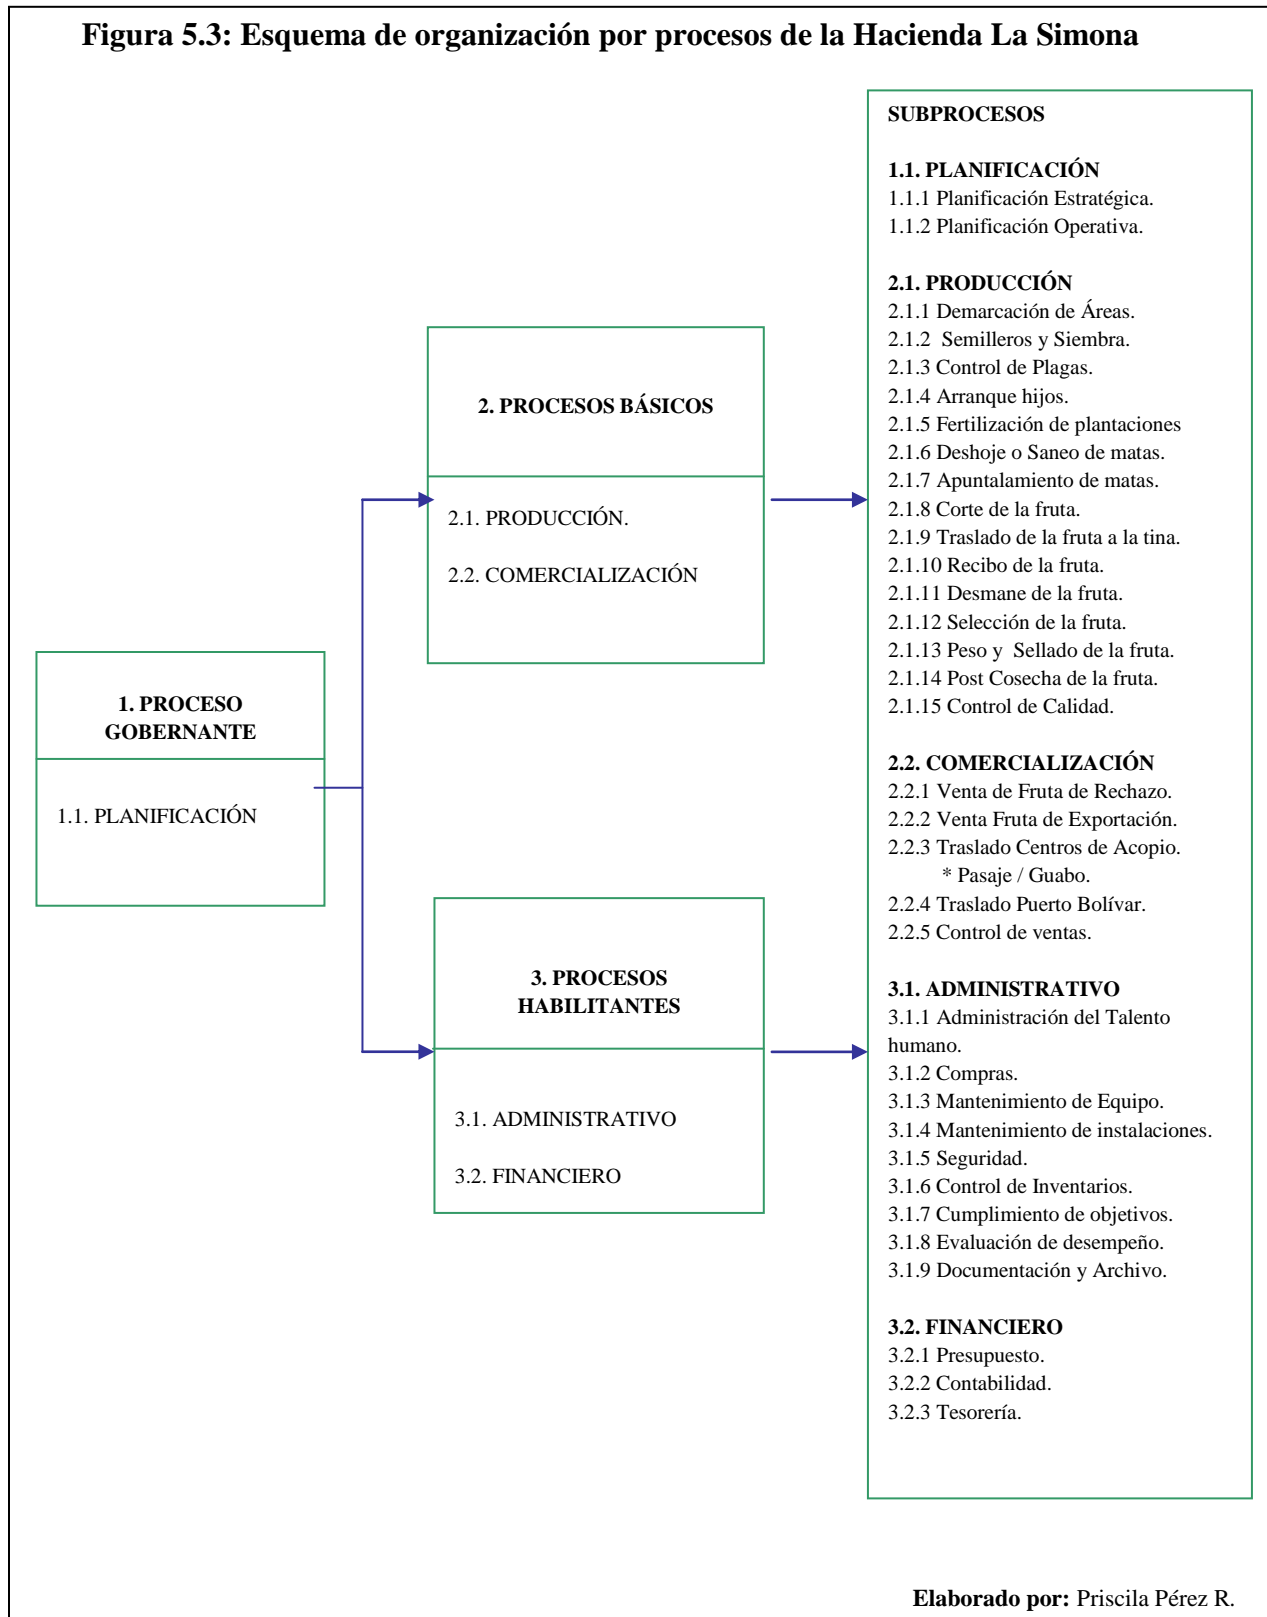 Figura 5.3: Esquema de organización por procesos de la Hacienda La Simona
1. PROCESO
GOBERNANTE
1.1. PLANIFICACIÓN
2. PROCESOS BÁSICOS
2.1. PRODUCCIÓN.
2.2. COMERCIALIZACIÓN
3. PROCESOS
HABILITANTES
3.1. ADMINISTRATIVO
3.2. FINANCIERO
SUBPROCESOS
1.1. PLANIFICACIÓN
1.1.1 Planificación Estratégica.
1.1.2 Planificación Operativa.
2.1. PRODUCCIÓN
2.1.1 Demarcación de Áreas.
2.1.2 Semilleros y Siembra.
2.1.3 Control de Plagas.
2.1.4 Arranque hijos.
2.1.5 Fertilización de plantaciones
2.1.6 Deshoje o Saneo de matas.
2.1.7 Apuntalamiento de matas.
2.1.8 Corte de la fruta.
2.1.9 Traslado de la fruta a la tina.
2.1.10 Recibo de la fruta.
2.1.11 Desmane de la fruta.
2.1.12 Selección de la fruta.
2.1.13 Peso y Sellado de la fruta.
2.1.14 Post Cosecha de la fruta.
2.1.15 Control de Calidad.
2.2. COMERCIALIZACIÓN
2.2.1 Venta de Fruta de Rechazo.
2.2.2 Venta Fruta de Exportación.
2.2.3 Traslado Centros de Acopio.
* Pasaje / Guabo.
2.2.4 Traslado Puerto Bolívar.
2.2.5 Control de ventas.
3.1. ADMINISTRATIVO
3.1.1 Administración del Talento
humano.
3.1.2 Compras.
3.1.3 Mantenimiento de Equipo.
3.1.4 Mantenimiento de instalaciones.
3.1.5 Seguridad.
3.1.6 Control de Inventarios.
3.1.7 Cumplimiento de objetivos.
3.1.8 Evaluación de desempeño.
3.1.9 Documentación y Archivo.
3.2. FINANCIERO
3.2.1 Presupuesto.
3.2.2 Contabilidad.
3.2.3 Tesorería.
Elaborado por: Priscila Pérez R.